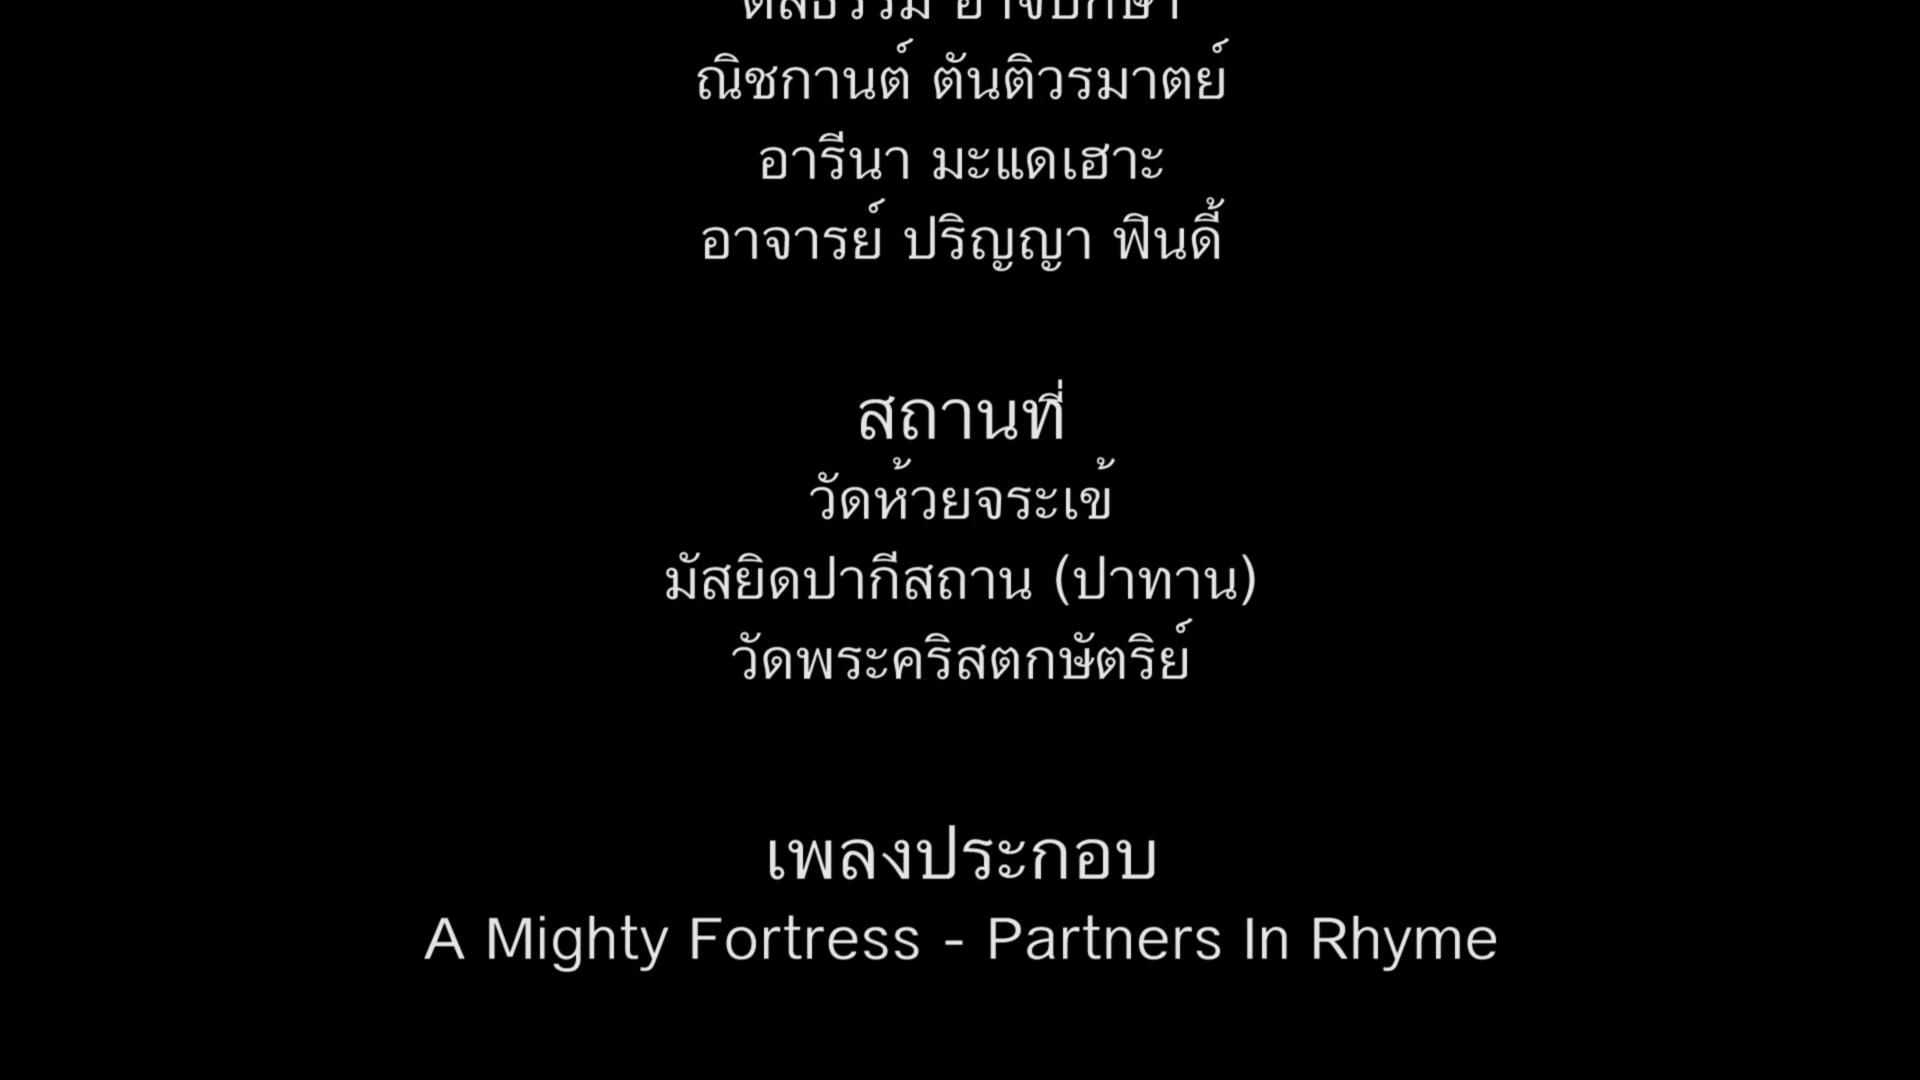 ณิชกานต์ ตันติวรมาตย์
อารีนา มะแดเฮาะ
อาจารย์ ปริญญา ฟินดี้
สถานที่
วัดห้วยจระเข้
มัสยิดปากีสถาน (ปาทาน)
วัดพระคริสตกษัตริย์
เพลงประกอบ
A Mighty Fortress - Partners In Rhyme